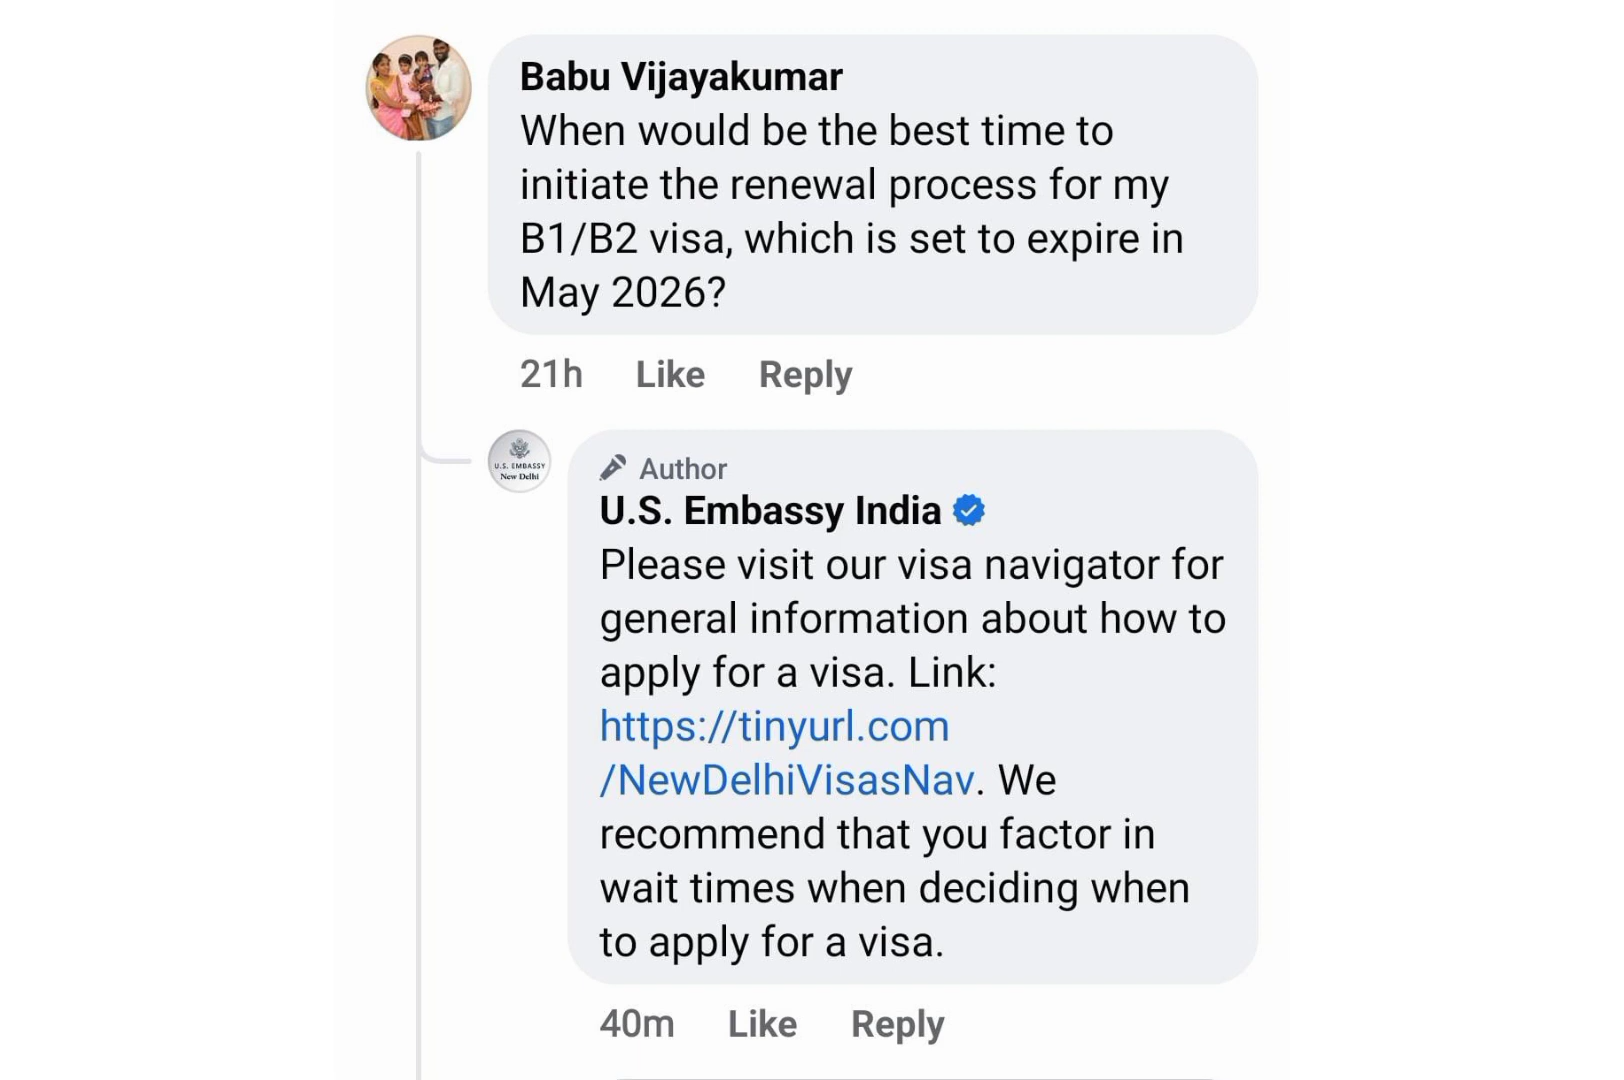 Babu Vijayakumar
When would be the best time to
initiate the renewal process for my
B1/B2 visa, which is set to expire in
May 2026?
21h Like Reply
U.S. EMBASSY
New Delhi
Author
U.S. Embassy India
Please visit our visa navigator for
general information about how to
apply for a visa. Link:
https://tinyurl.com
/NewDelhiVisasNav. We
recommend that you factor in
wait times when deciding when
to apply for a visa.
40m Like Reply